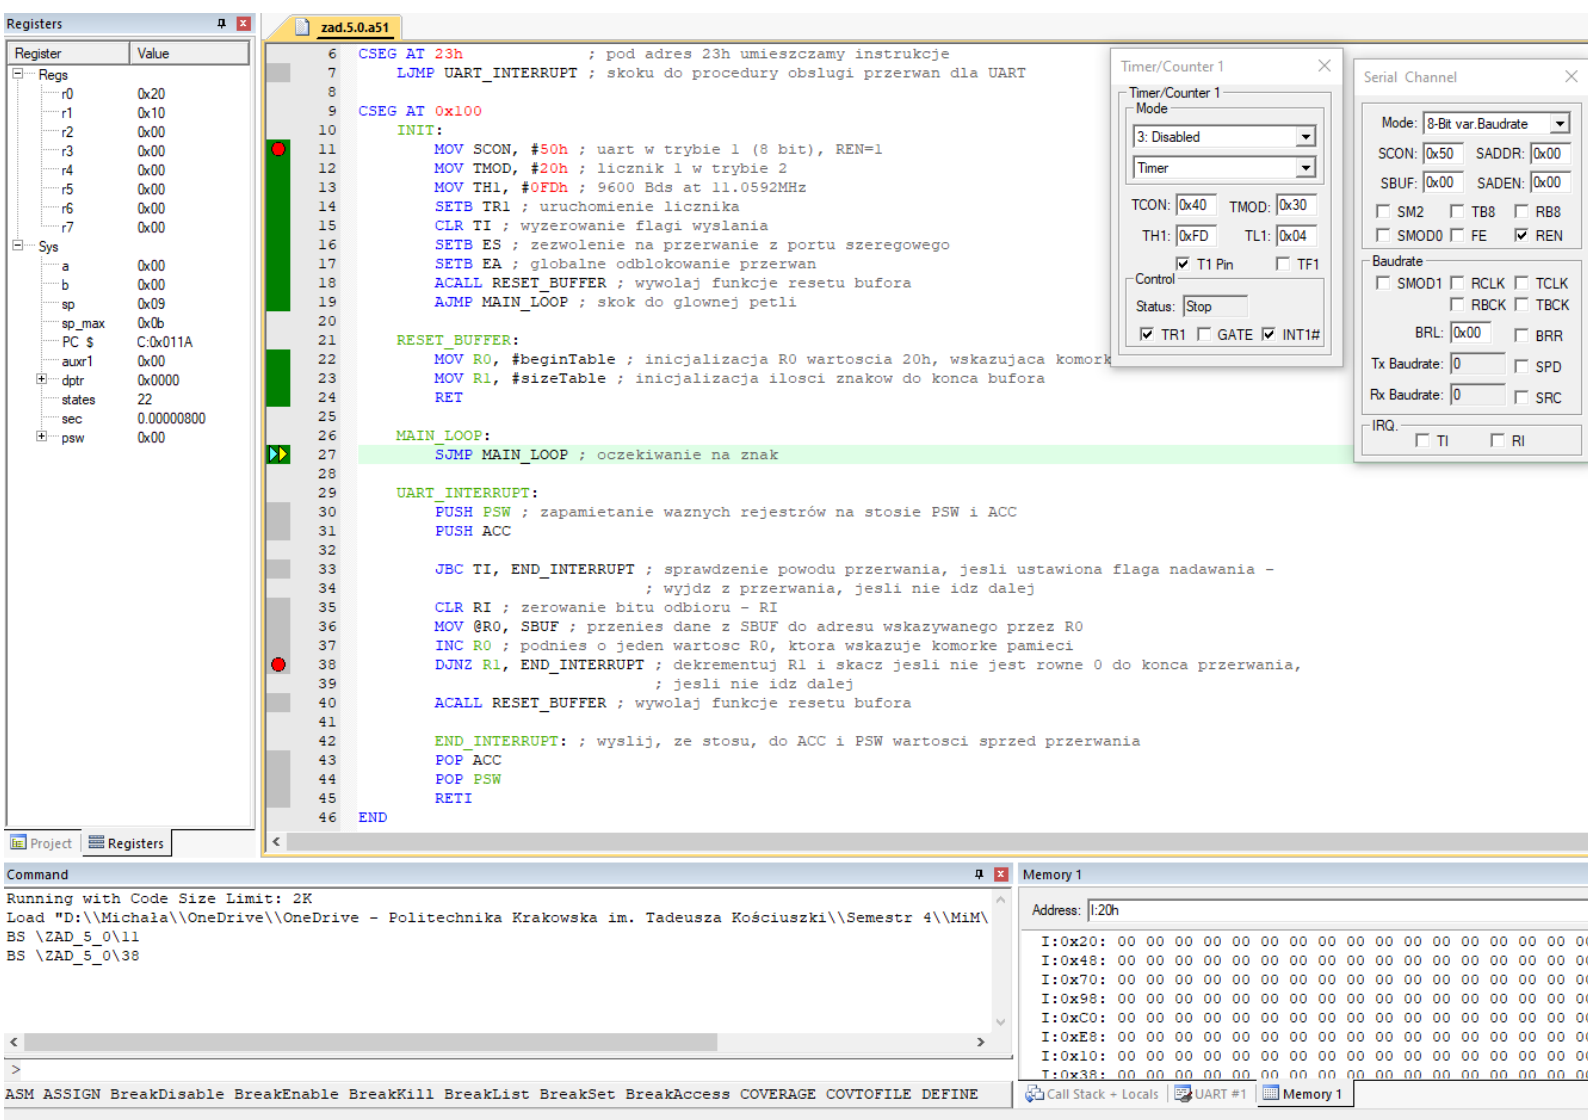 Registers
Register Value
Regs
r0 0x20
r1 0x10
r2 0x00
r3 0x00
r4 0x00
r5 0x00
r6 0x00
r7 0x00
Sys
a 0x00
b 0x00
sp 0x09
sp_max 0x0b
PC $ C:0x011A
auxr1 0x00
dptr 0x0000
states 22
sec 0.00000800
psw 0x00
Project Registers
zad.5.0.a51
6 CSEG AT 23h ; pod adres 23h umieszczamy instrukcje
7 LJMP UART_INTERRUPT ; skoku do procedury obslugi przerwan dla UART
8
9 CSEG AT 0x100
10 INIT:
11 MOV SCON, #50h ; uart w trybie 1 (8 bit), REN=1
12 MOV TMOD, #20h ; licznik 1 w trybie 2
13 MOV TH1, #0FDh ; 9600 Bds at 11.0592MHz
14 SETB TR1 ; uruchomienie licznika
15 CLR TI ; wyzerowanie flagi wyslania
16 SETB ES ; zezwolenie na przerwanie z portu szeregowego
17 SETB EA ; globalne odblokowanie przerwan
18 ACALL RESET_BUFFER ; wywolaj funkcje resetu bufora
19 AJMP MAIN_LOOP ; skok do glownej petli
20
21 RESET_BUFFER:
22 MOV R0, #beginTable ; inicjalizacja R0 wartoscia 20h, wskazujaca komork
23 MOV R1, #sizeTable ; inicjalizacja ilosci znakow do konca bufora
24 RET
25
26 MAIN_LOOP:
27 SJMP MAIN_LOOP ; oczekiwanie na znak
28
29 UART_INTERRUPT:
30 PUSH PSW ; zapamietanie waznych rejestrów na stosie PSW i ACC
31 PUSH ACC
32
33 JBC TI, END_INTERRUPT ; sprawdzenie powodu przerwania, jesli ustawiona flaga nadawania -
34 ; wyjdz z przerwania, jesli nie idz dalej
35 CLR RI ; zerowanie bitu odbioru - RI
36 MOV @R0, SBUF ; przenies dane z SBUF do adresu wskazywanego przez R0
37 INC R0 ; podnies o jeden wartosc R0, ktora wskazuje komorke pamieci
38 DJNZ R1, END_INTERRUPT ; dekrementuj R1 i skacz jesli nie jest rowne 0 do konca przerwania,
39 ; jesli nie idz dalej
40 ACALL RESET_BUFFER ; wywolaj funkcje resetu bufora
41
42 END_INTERRUPT: ; wyslij, ze stosu, do ACC i PSW wartosci sprzed przerwania
43 POP ACC
44 POP PSW
45 RETI
46 END
Timer/Counter 1
Timer/Counter 1
Mode
3: Disabled
Timer
TCON: 0x40 TMOD: 0x30
TH1: 0xFD TL1: 0x04
T1 Pin TF1
Control
Status: Stop
TR1 GATE INT1#
Serial Channel
Mode: 8-Bit var.Baudrate
SCON: 0x50 SADDR: 0x00
SBUF: 0x00 SADEN: 0x00
SM2 TB8 RB8
SMOD0 FE REN
Baudrate
SMOD1 RCLK TCLK
RBCK TBCK
BRL: 0x00 BRR
Tx Baudrate: 0 SPD
Rx Baudrate: 0 SRC
IRQ.
TI RI
Command
Running with Code Size Limit: 2K
Load "D:\\Michala\\OneDrive\\OneDrive - Politechnika Krakowska im. Tadeusza Kościuszki\\Semestr 4\\MiM\
BS \ZAD_5_0\11
BS \ZAD_5_0\38
>
ASM ASSIGN BreakDisable BreakEnable BreakKill BreakList BreakSet BreakAccess COVERAGE COVTOFILE DEFINE
Memory 1
Address: I:20h
I:0x20: 00 00 00 00 00 00 00 00 00 00 00 00 00 00 00 00 00
I:0x48: 00 00 00 00 00 00 00 00 00 00 00 00 00 00 00 00 00
I:0x70: 00 00 00 00 00 00 00 00 00 00 00 00 00 00 00 00 00
I:0x98: 00 00 00 00 00 00 00 00 00 00 00 00 00 00 00 00 00
I:0xC0: 00 00 00 00 00 00 00 00 00 00 00 00 00 00 00 00 00
I:0xE8: 00 00 00 00 00 00 00 00 00 00 00 00 00 00 00 00 00
I:0x10: 00 00 00 00 00 00 00 00 00 00 00 00 00 00 00 00 00
I:0x38: 00 00 00 00 00 00 00 00 00 00 00 00 00 00 00 00 00
Call Stack + Locals UART #1 Memory 1